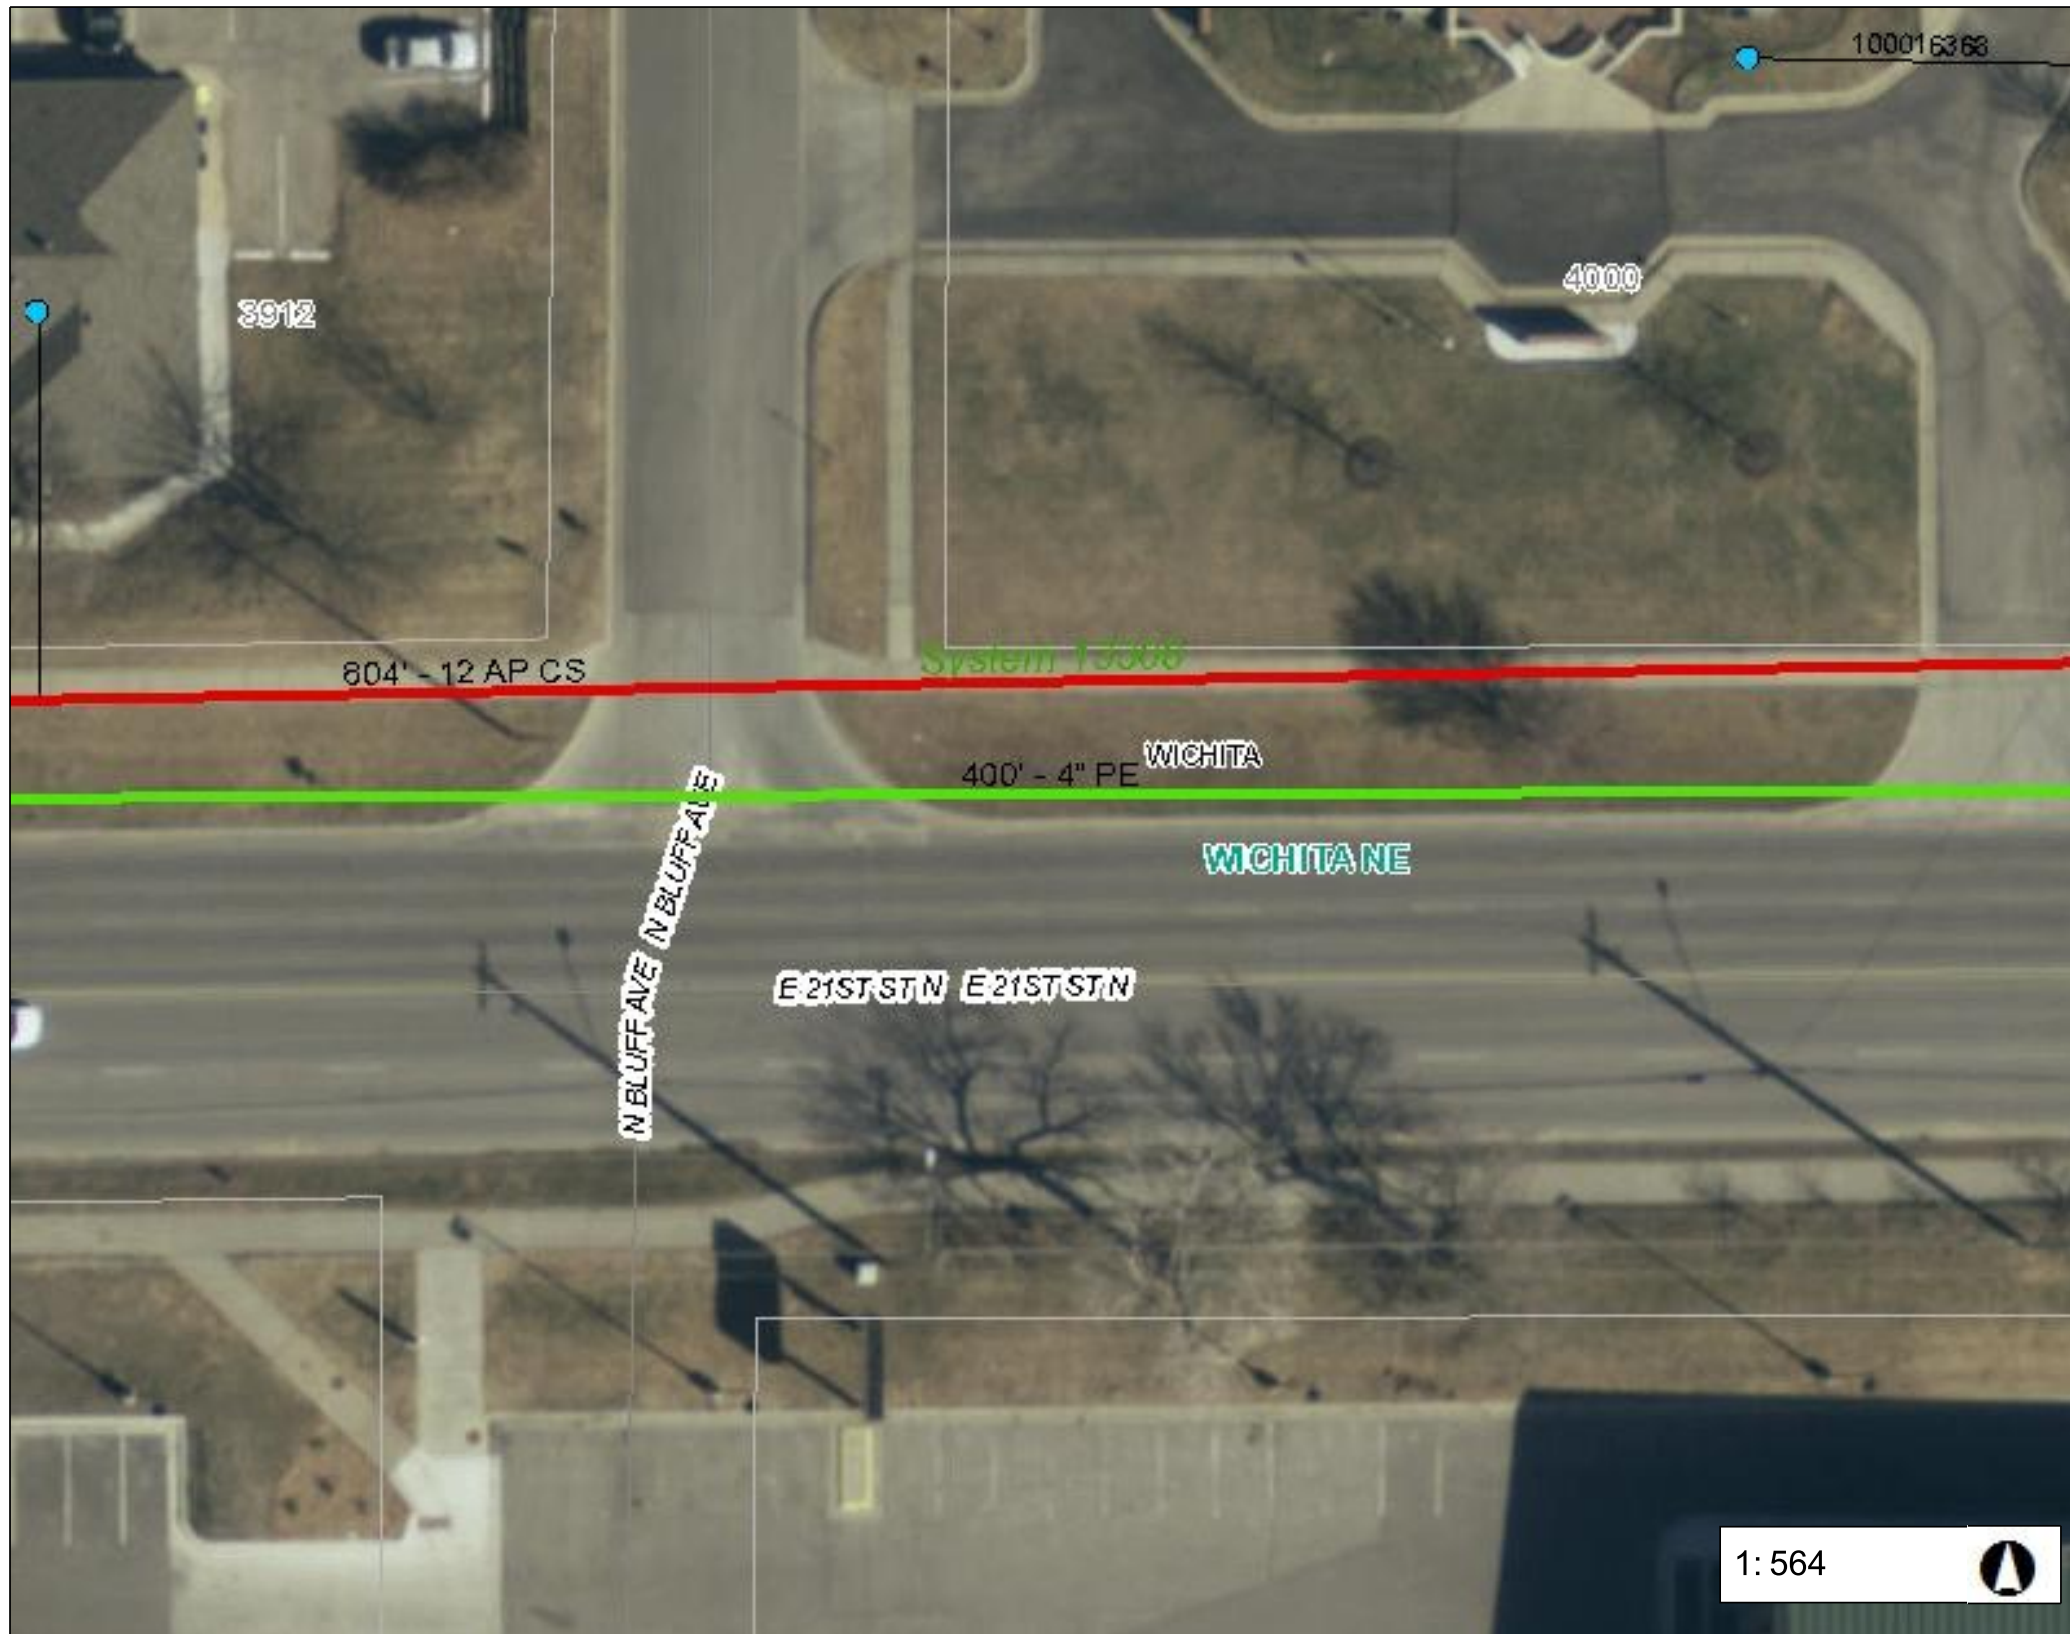 100016368
3912
4000
604' - 12 AP CS
WICHITA
400' - 4" PE
WICHITA NE
N BLUFF AVE
N BLUFF AVE
E 21ST ST N
E 21ST ST N
1: 564